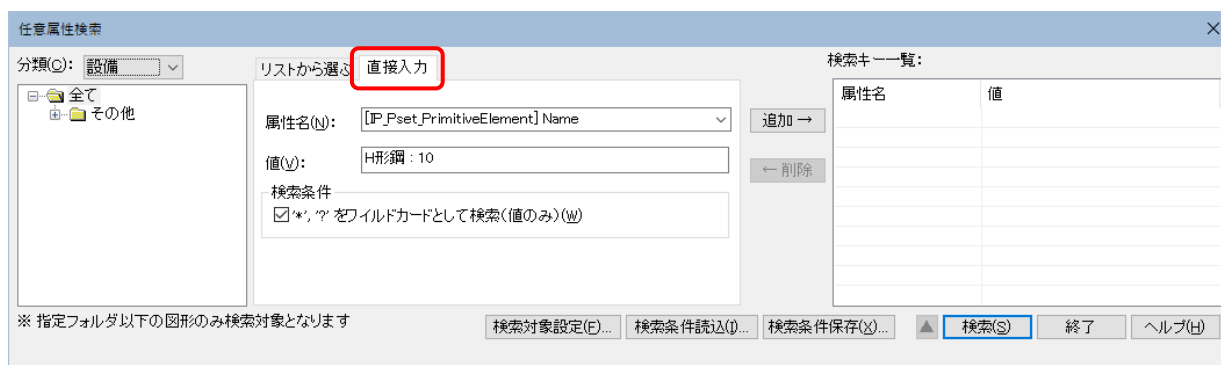 任意属性検索
分類(C): 設備
全て
その他
リストから選ぶ 直接入力
属性名(N): [IP_Pset_PrimitiveElement] Name
値(V): H形鋼:10
検索条件
'*', '?' をワイルドカードとして検索(値のみ)(W)
追加→
←削除
検索キー一覧:
属性名 値
※ 指定フォルダ以下の図形のみ検索対象となります
検索対象設定(F)... 検索条件読込(I)... 検索条件保存(X)... ▲ 検索(S) 終了 ヘルプ(H)